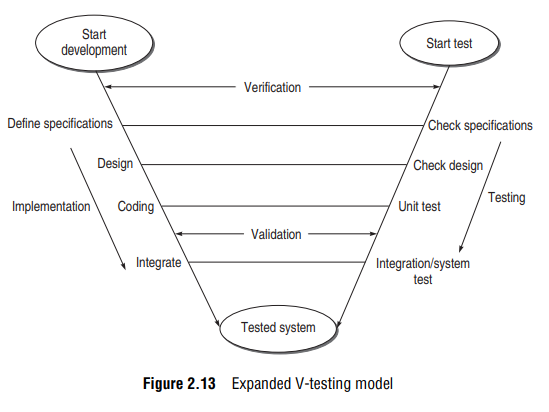 Start
development
Start test
Verification
Define specifications
Check specifications
Design
Check design
Implementation
Coding
Unit test
Testing
Validation
Integrate
Integration/system
test
Tested system
Figure 2.13 Expanded V-testing model